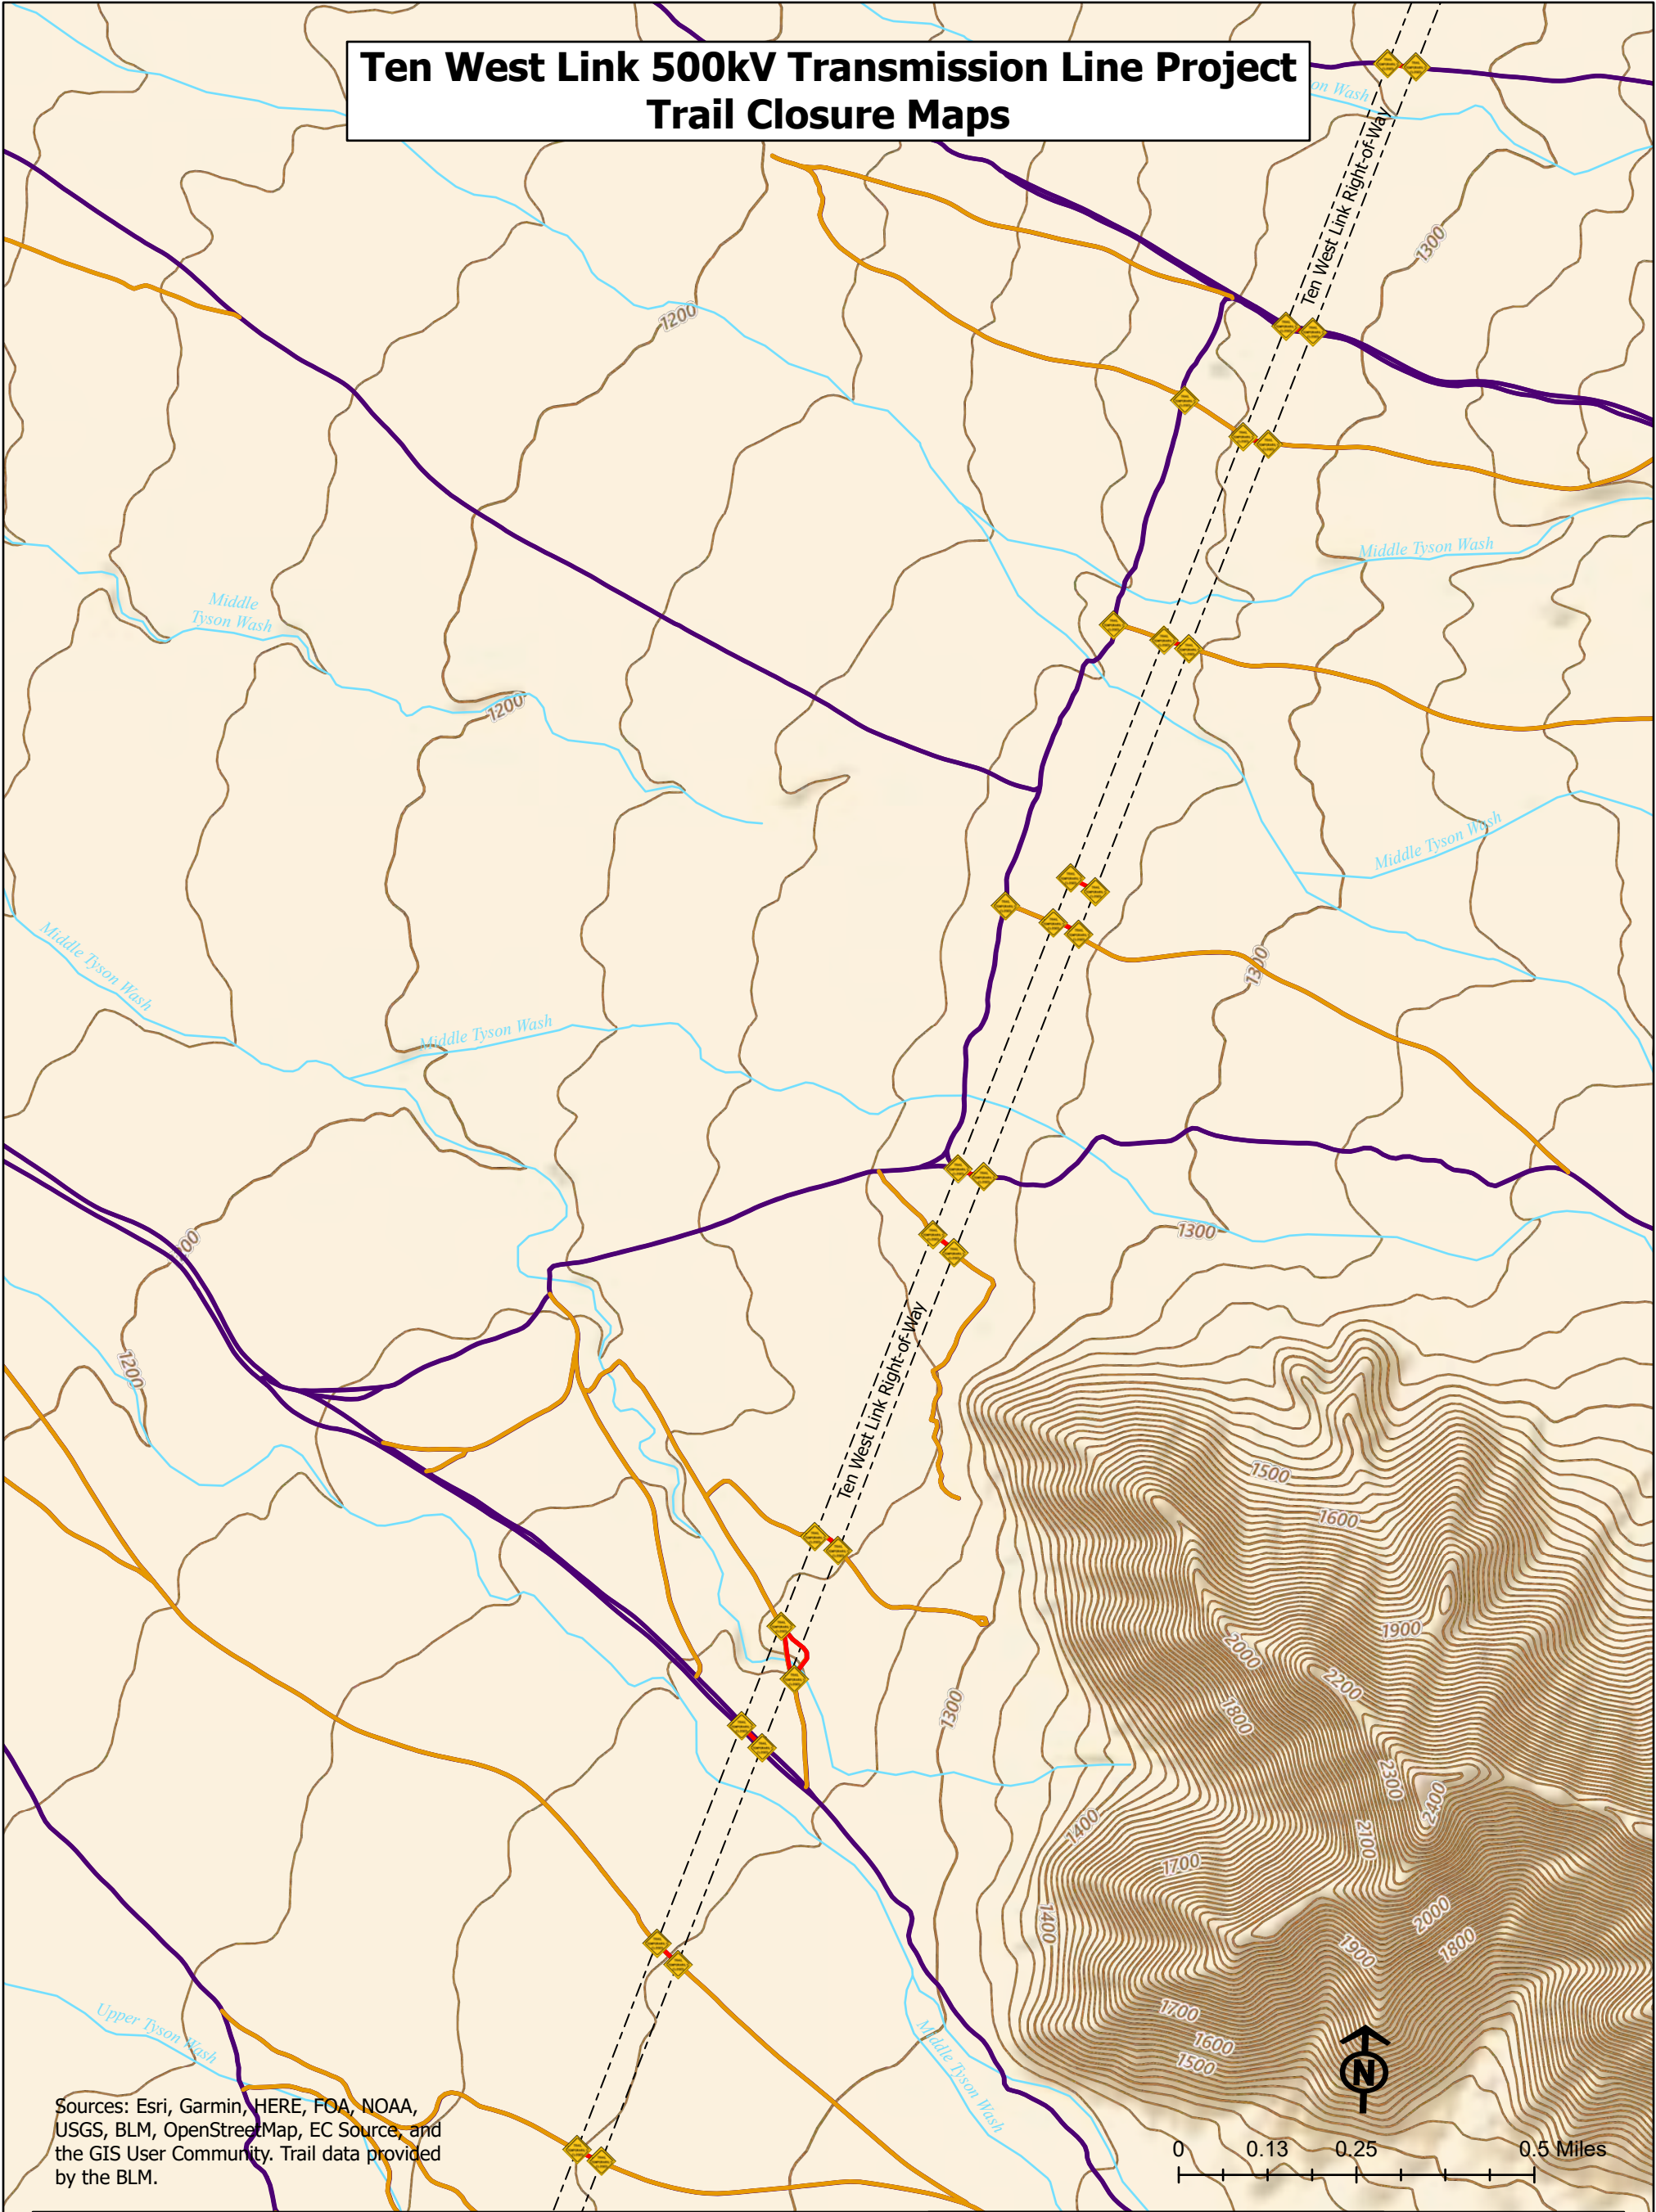 Ten West Link 500kV Transmission Line Project
Trail Closure Maps
on Wash
Ten West Link Right-of-Way
1300
1200
Middle Tyson Wash
Middle
Tyson Wash
1200
Middle Tyson Wash
Middle Tyson Wash
1300
Middle Tyson Wash
1300
1200
Ten West Link Right-of-Way
1500
1600
1900
2000
2200
1800
1300
2300
2400
1400
2100
1700
1400
2000
1900
1800
1700
1600
1500
Upper Tyson Wash
Middle Tyson Wash
N
Sources: Esri, Garmin, HERE, FOA, NOAA,
USGS, BLM, OpenStreetMap, EC Source, and
the GIS User Community. Trail data provided
by the BLM.
0 0.13 0.25 0.5 Miles